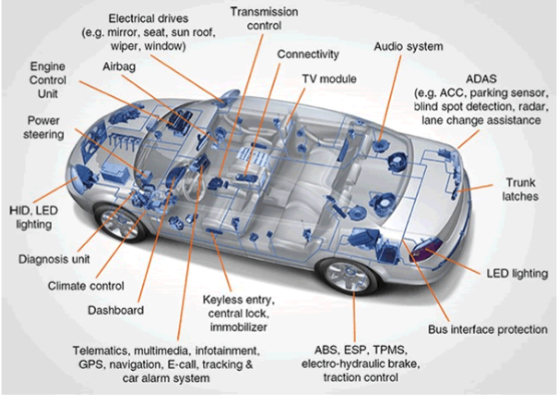 Electrical drives
(e.g. mirror, seat, sun roof,
wiper, window)
Transmission
control
Connectivity
Audio system
TV module
Airbag
Engine
Control
Unit
ADAS
(e.g. ACC, parking sensor,
blind spot detection, radar,
lane change assistance
Power
steering
Trunk
latches
HID, LED
lighting
Diagnosis unit
Climate control
Dashboard
Keyless entry,
central lock,
immobilizer
LED lighting
Bus interface protection
Telematics, multimedia, infotainment,
GPS, navigation, E-call, tracking &
car alarm system
ABS, ESP, TPMS,
electro-hydraulic brake,
traction control